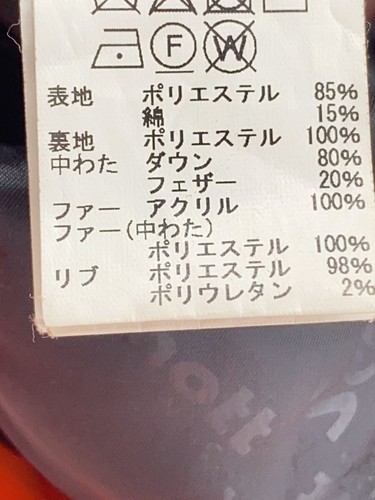 F W
表地 ポリエステル 85%
綿 15%
裏地 ポリエステル 100%
中わた ダウン 80%
フェザー 20%
ファー アクリル 100%
ファー(中わた)
ポリエステル 100%
リブ ポリエステル 98%
ポリウレタン 2%